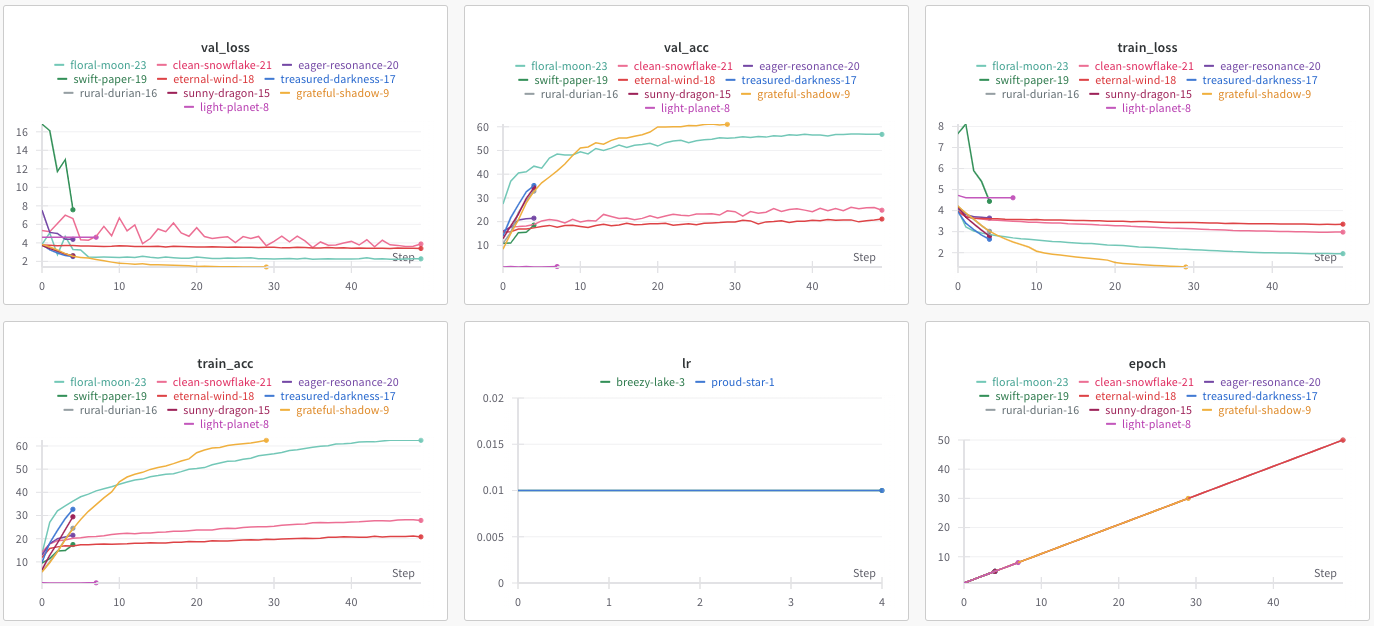 val_loss
floral-moon-23 clean-snowflake-21 eager-resonance-20
swift-paper-19 eternal-wind-18 treasured-darkness-17
rural-durian-16 sunny-dragon-15 grateful-shadow-9
light-planet-8
16
14
12
10
8
6
4
2
Step
0 10 20 30 40
val_acc
floral-moon-23 clean-snowflake-21 eager-resonance-20
swift-paper-19 eternal-wind-18 treasured-darkness-17
rural-durian-16 sunny-dragon-15 grateful-shadow-9
light-planet-8
60
50
40
30
20
10
Step
0 10 20 30 40
train_loss
floral-moon-23 clean-snowflake-21 eager-resonance-20
swift-paper-19 eternal-wind-18 treasured-darkness-17
rural-durian-16 sunny-dragon-15 grateful-shadow-9
light-planet-8
8
7
6
5
4
3
2
Step
0 10 20 30 40
train_acc
floral-moon-23 clean-snowflake-21 eager-resonance-20
swift-paper-19 eternal-wind-18 treasured-darkness-17
rural-durian-16 sunny-dragon-15 grateful-shadow-9
light-planet-8
60
50
40
30
20
10
Step
0 10 20 30 40
lr
breezy-lake-3 proud-star-1
0.02
0.015
0.01
0.005
0
Step
0 1 2 3 4
epoch
floral-moon-23 clean-snowflake-21 eager-resonance-20
swift-paper-19 eternal-wind-18 treasured-darkness-17
rural-durian-16 sunny-dragon-15 grateful-shadow-9
light-planet-8
50
40
30
20
10
Step
0 10 20 30 40